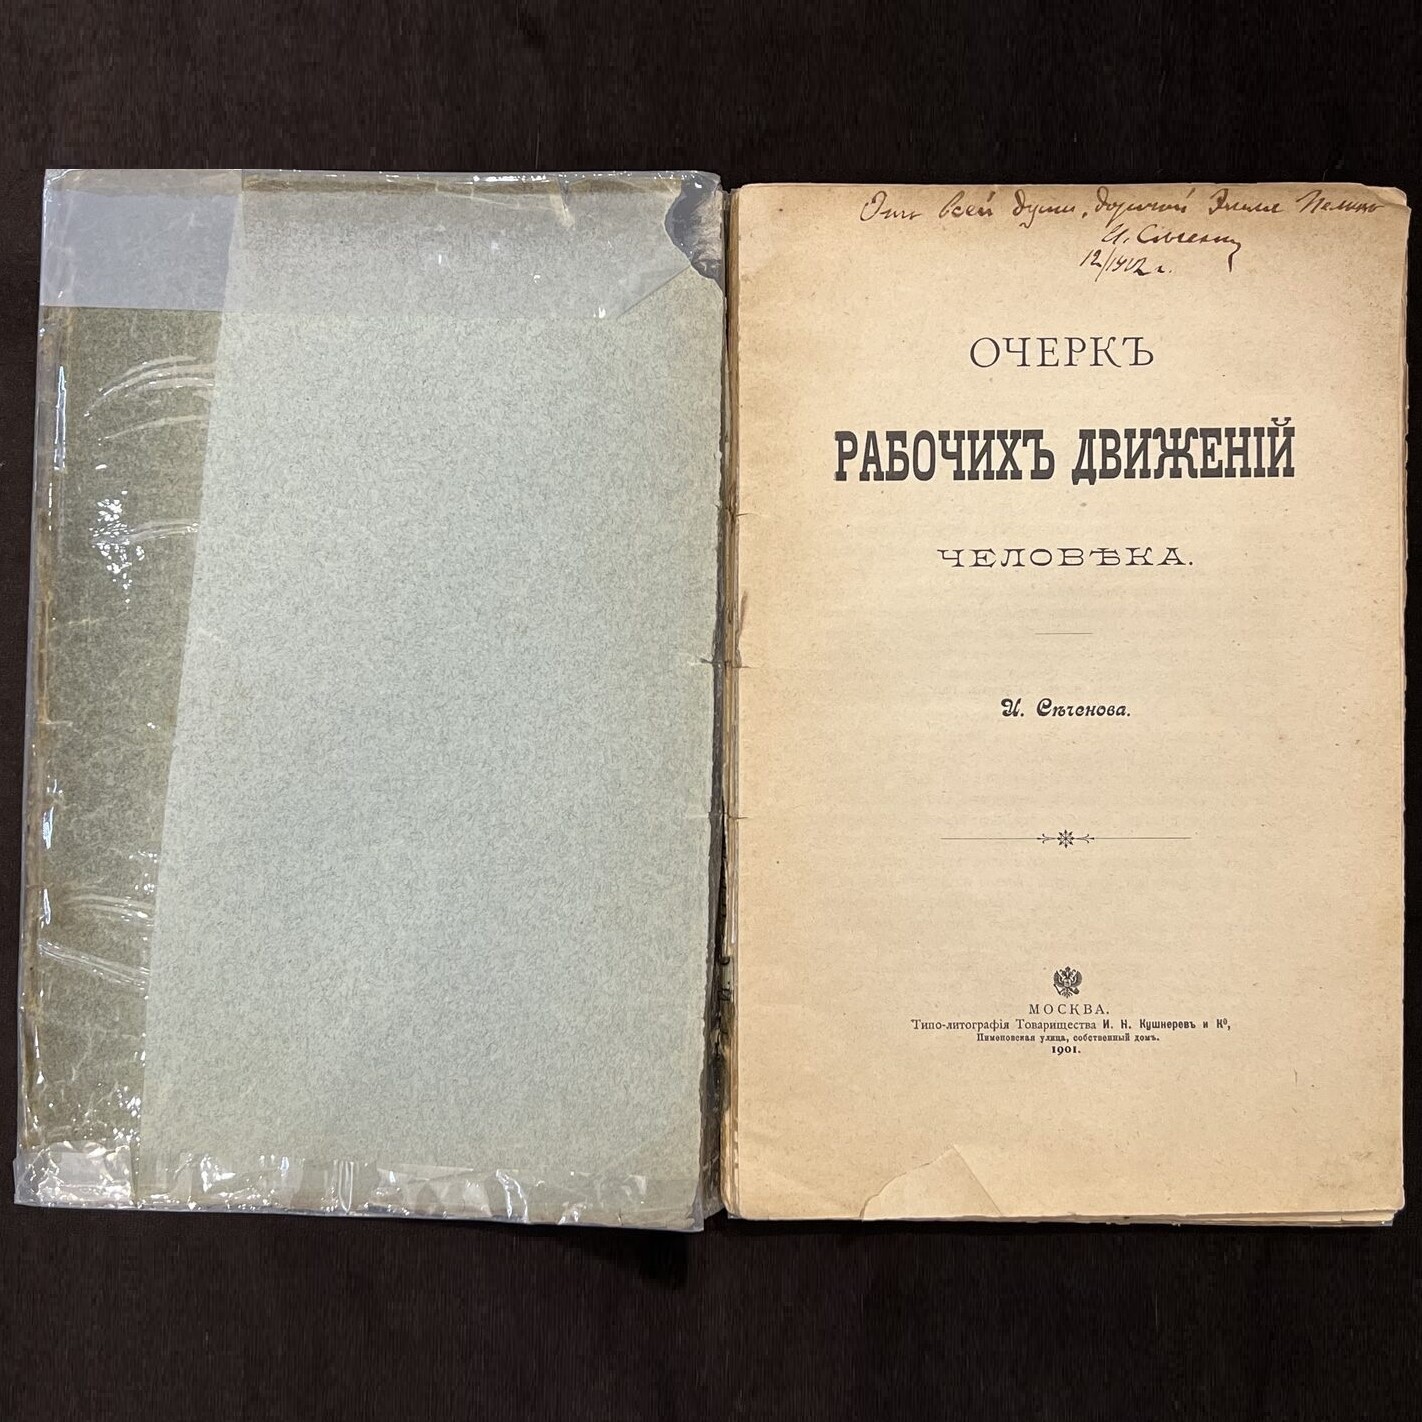 Отъ всей души, дорогой
И. Сѣченовъ
12/1902 г.
ОЧЕРКЪ
РАБОЧИХЪ ДВИЖЕНІЙ
ЧЕЛОВѢКА.
И. Сѣченова.
МОСКВА.
Типо-литографія Товарищества И. Н. Кушнеревъ и Кº,
Пименовская улица, собственный домъ.
1901.